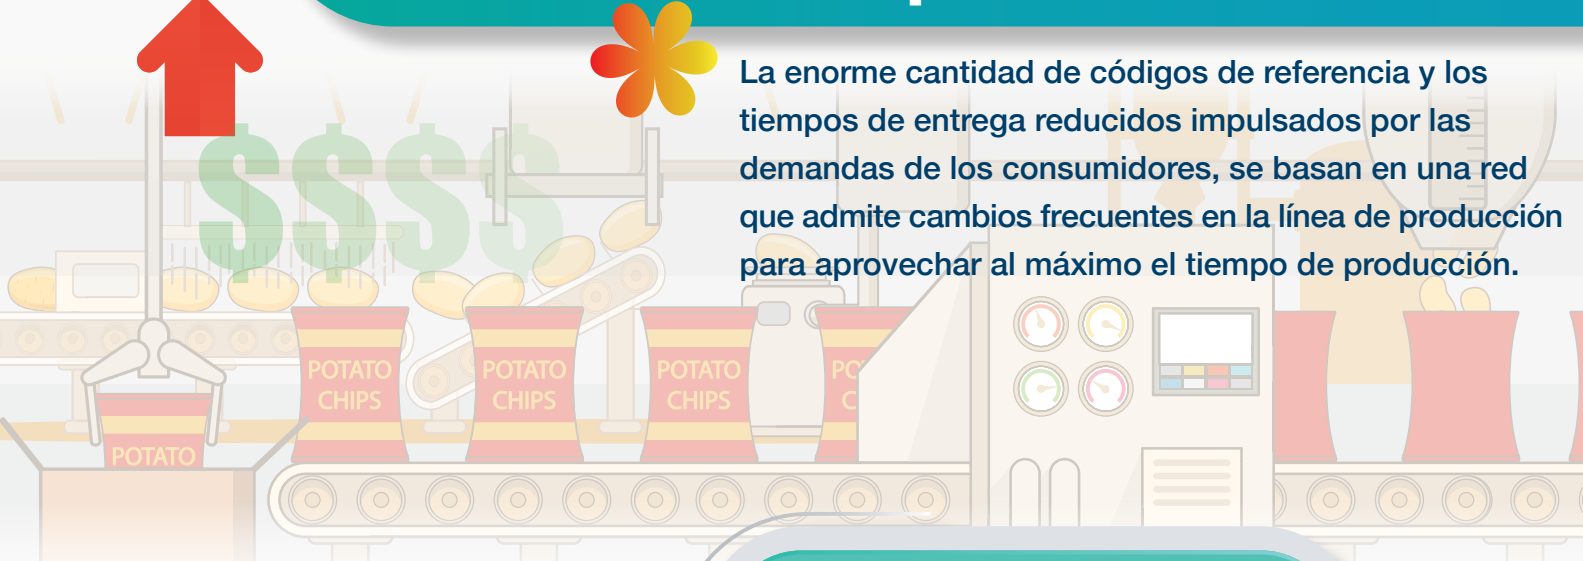 La enorme cantidad de códigos de referencia y los
tiempos de entrega reducidos impulsados por las
demandas de los consumidores, se basan en una red
que admite cambios frecuentes en la línea de producción
para aprovechar al máximo el tiempo de producción.
$$$$
POTATO
CHIPS
POTATO
CHIPS
POTATO
CHIPS
POTATO